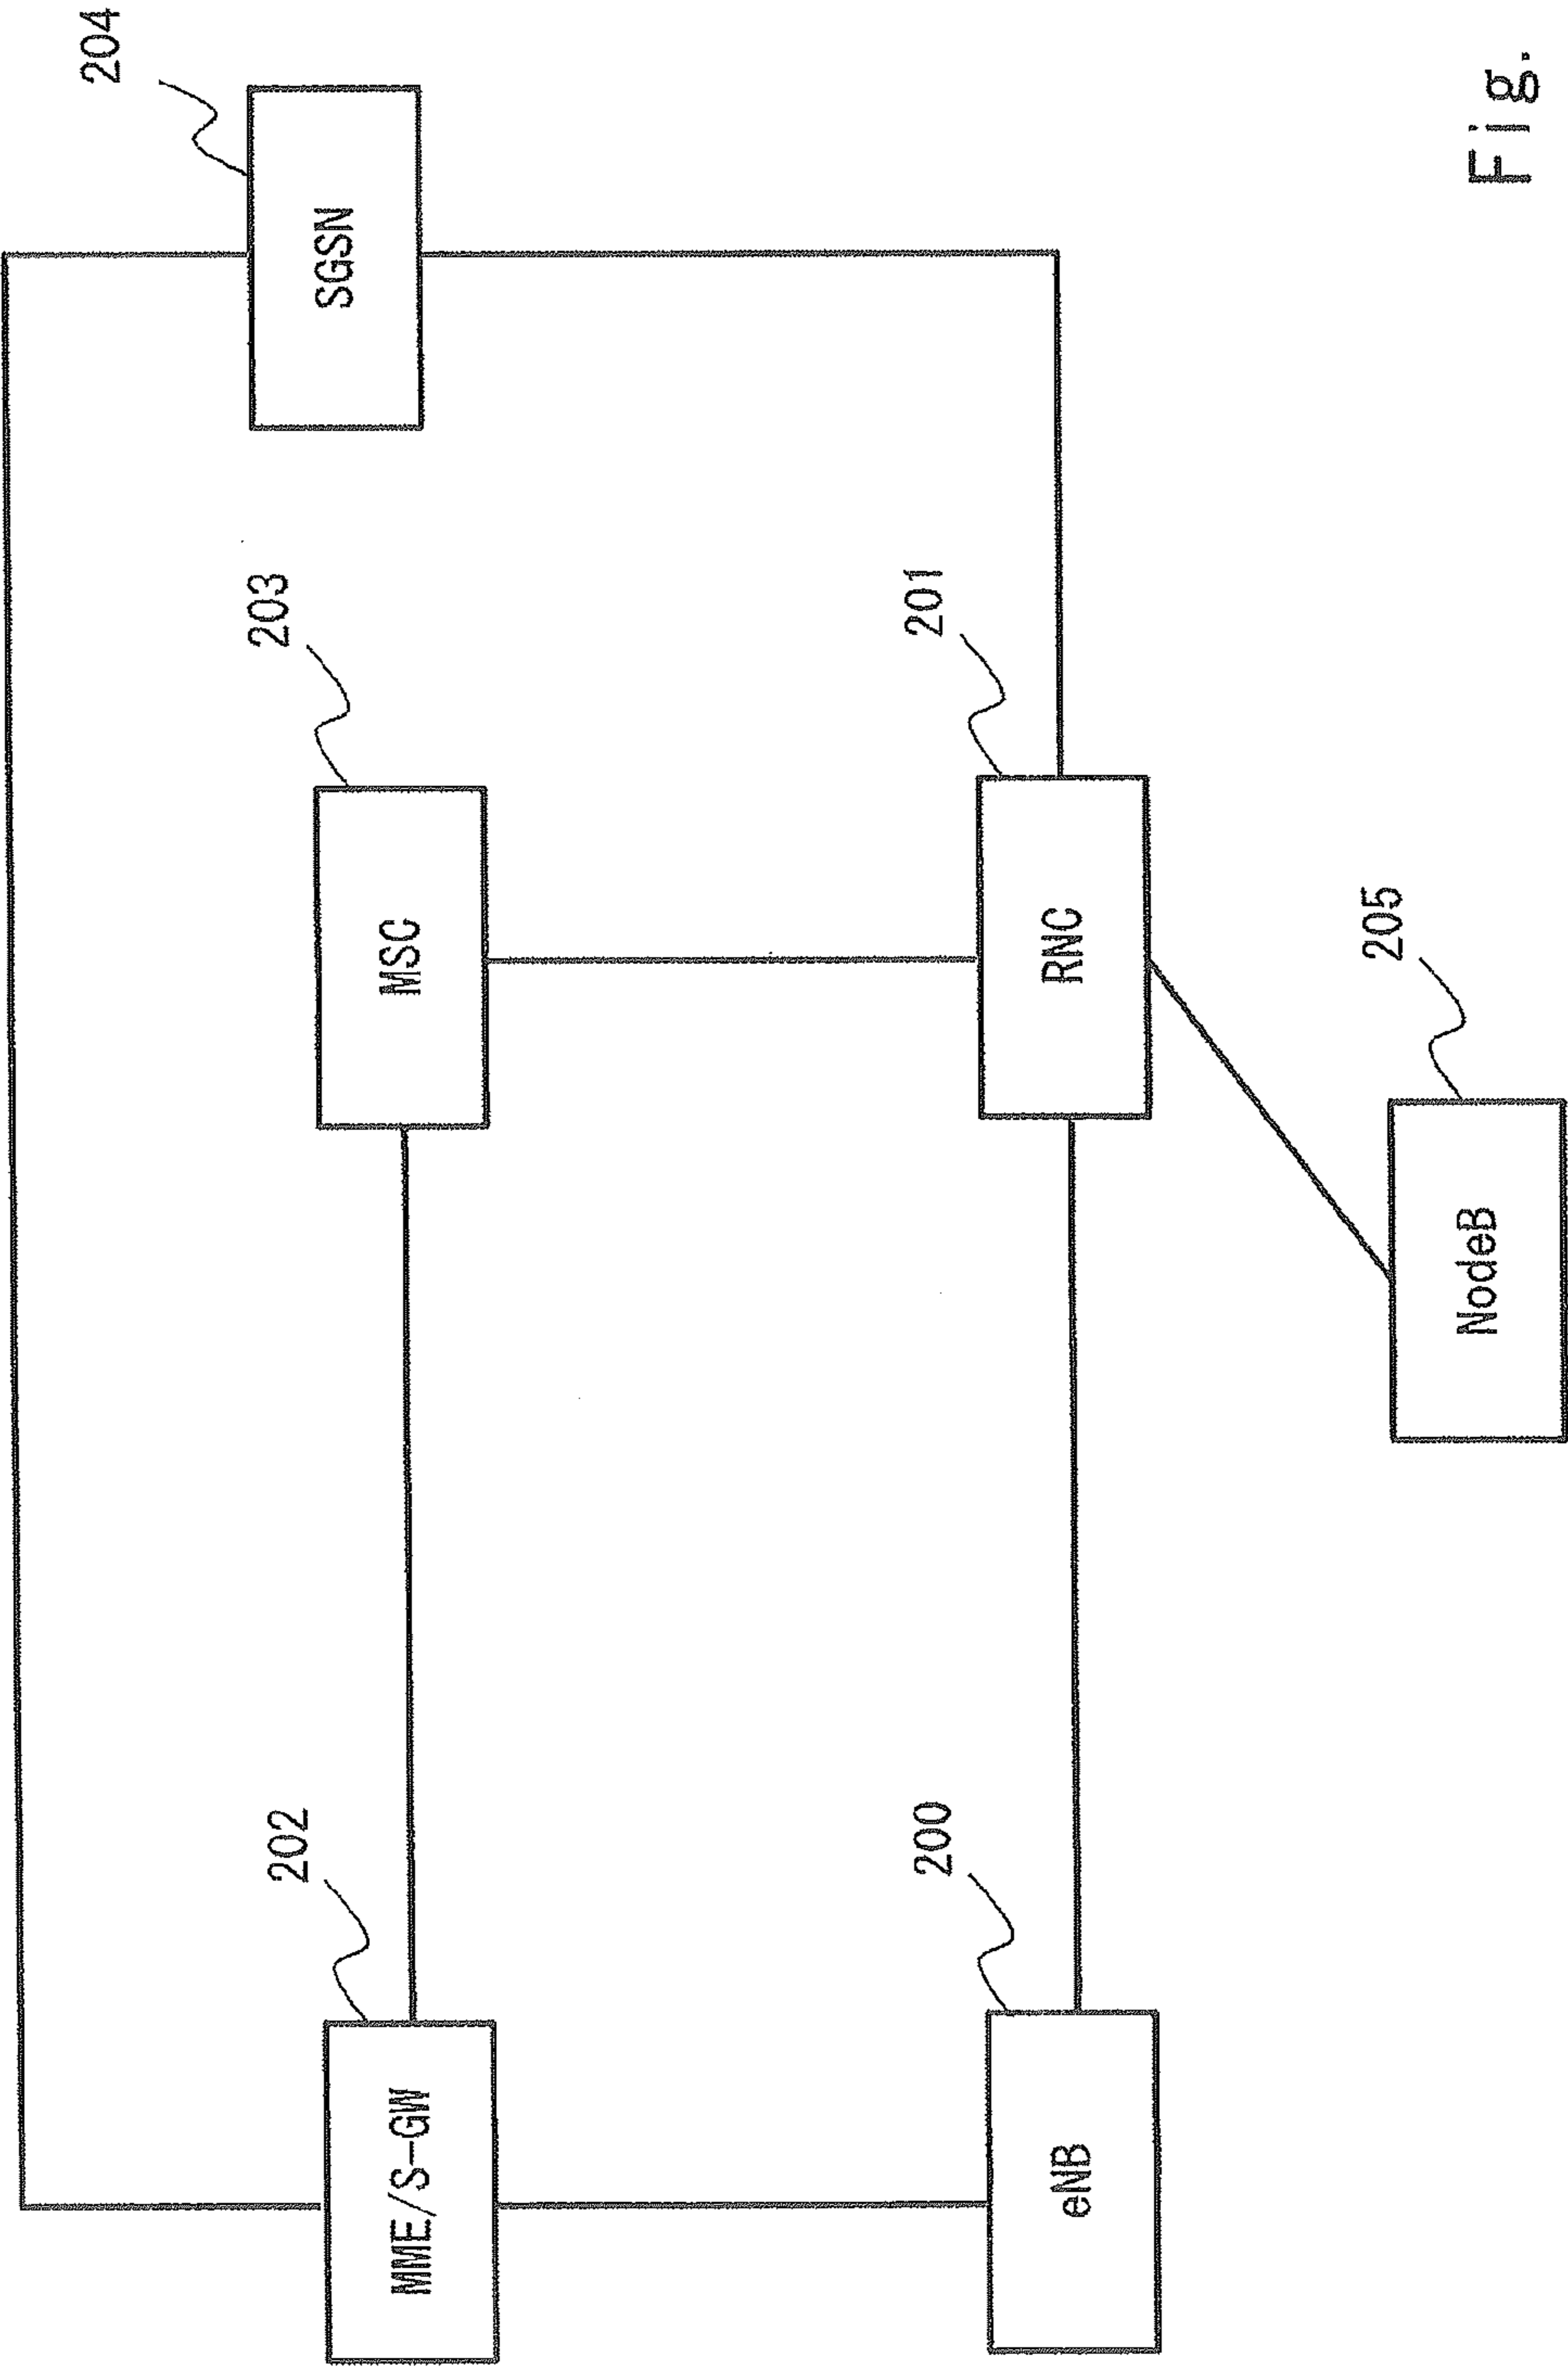 204
SGSN
203
MSC
202
MME/S-GW
201
RNC
200
eNB
205
NodeB
Fig.